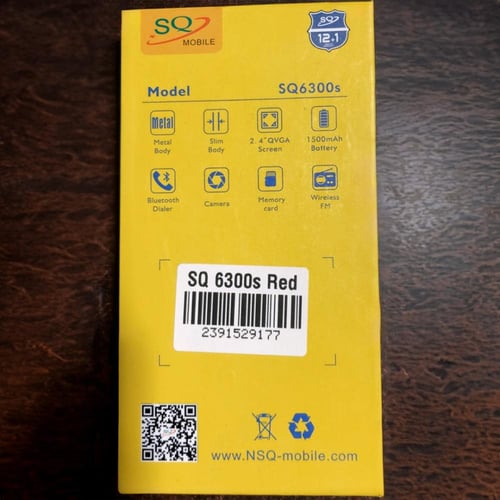 SQ
MOBILE
12+1
Model SQ6300s
Metal
Metal
Body
Slim
Body
2. 4"QVGA
Screen
1500mAh
Battery
Bluetooth
Dialer
Camera
Memory
card
Wireless
FM
SQ 6300s Red
2391529177
www.NSQ-mobile.com